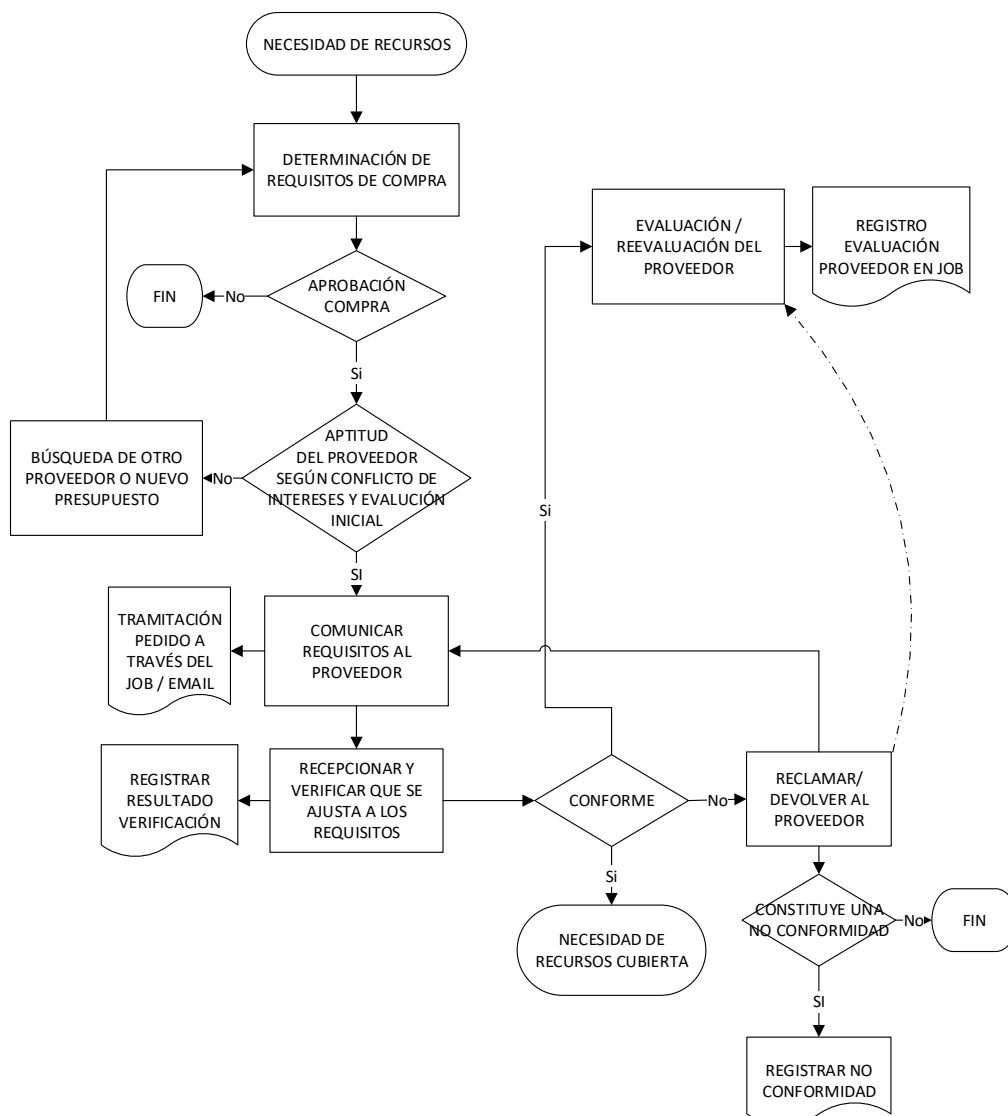 NECESIDAD DE RECURSOS
DETERMINACIÓN DE
REQUISITOS DE COMPRA
APROBACIÓN
COMPRA
No
FIN
Si
APTITUD
DEL PROVEEDOR
SEGÚN CONFLICTO DE
INTERESES Y EVALUCIÓN
INICIAL
No
BÚSQUEDA DE OTRO
PROVEEDOR O NUEVO
PRESUPUESTO
SI
COMUNICAR
REQUISITOS AL
PROVEEDOR
TRAMITACIÓN
PEDIDO A
TRAVÉS DEL
JOB / EMAIL
RECEPCIONAR Y
VERIFICAR QUE SE
AJUSTA A LOS
REQUISITOS
REGISTRAR
RESULTADO
VERIFICACIÓN
CONFORME
Si
EVALUACIÓN /
REEVALUACIÓN DEL
PROVEEDOR
REGISTRO
EVALUACIÓN
PROVEEDOR EN JOB
Si
NECESIDAD DE
RECURSOS CUBIERTA
No
RECLAMAR/
DEVOLVER AL
PROVEEDOR
CONSTITUYE UNA
NO CONFORMIDAD
No
FIN
SI
REGISTRAR NO
CONFORMIDAD